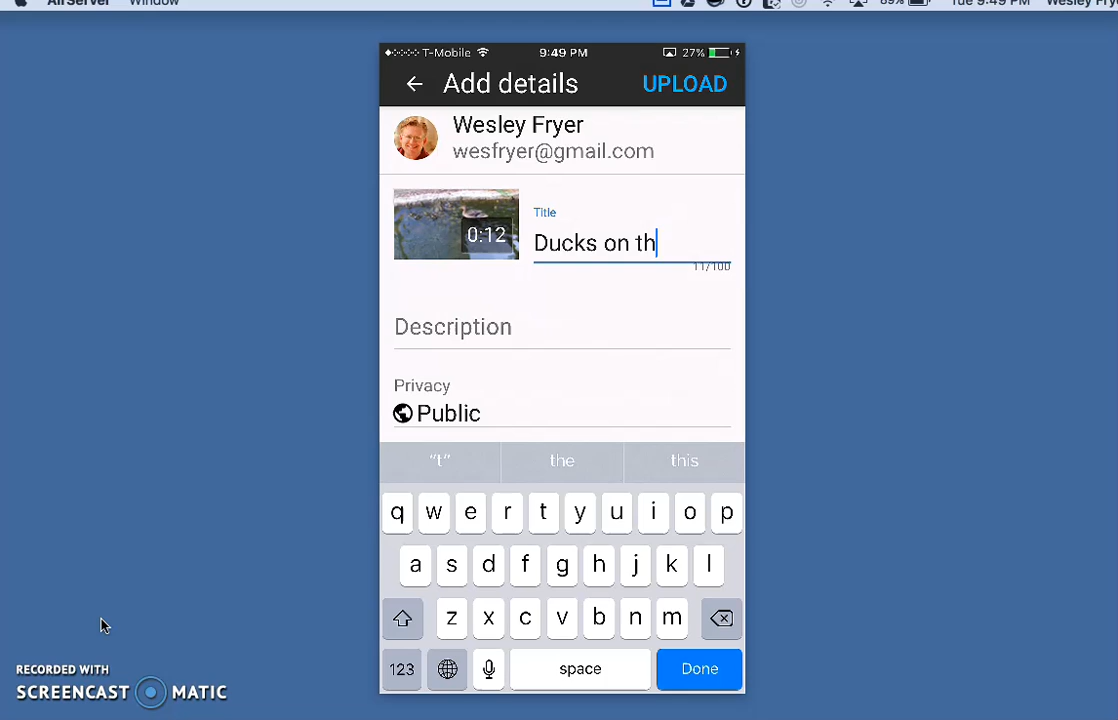 AirServer Window 89% Tue 9:49 PM Wesley Frye
T-Mobile 9:49 PM 27%
Add details UPLOAD
Wesley Fryer
wesfryer@gmail.com
Title
0:12
Ducks on th
11/100
Description
Privacy
Public
"t" the this
q w e r t y u i o p
a s d f g h j k l
z x c v b n m
123 space Done
RECORDED WITH
SCREENCAST MATIC